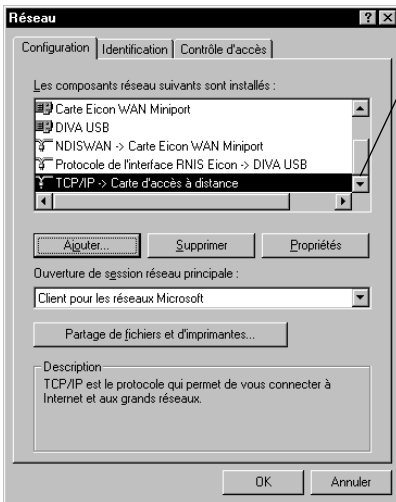 Réseau
Configuration Identification Contrôle d'accès
Les composants réseau suivants sont installés :
Carte Eicon WAN Miniport
DIVA USB
NDISWAN -> Carte Eicon WAN Miniport
Protocole de l'interface RNIS Eicon -> DIVA USB
TCP/IP -> Carte d'accès à distance
Ajouter... Supprimer Propriétés
Ouverture de session réseau principale :
Client pour les réseaux Microsoft
Partage de fichiers et d'imprimantes...
Description
TCP/IP est le protocole qui permet de vous connecter à
Internet et aux grands réseaux.
OK Annuler